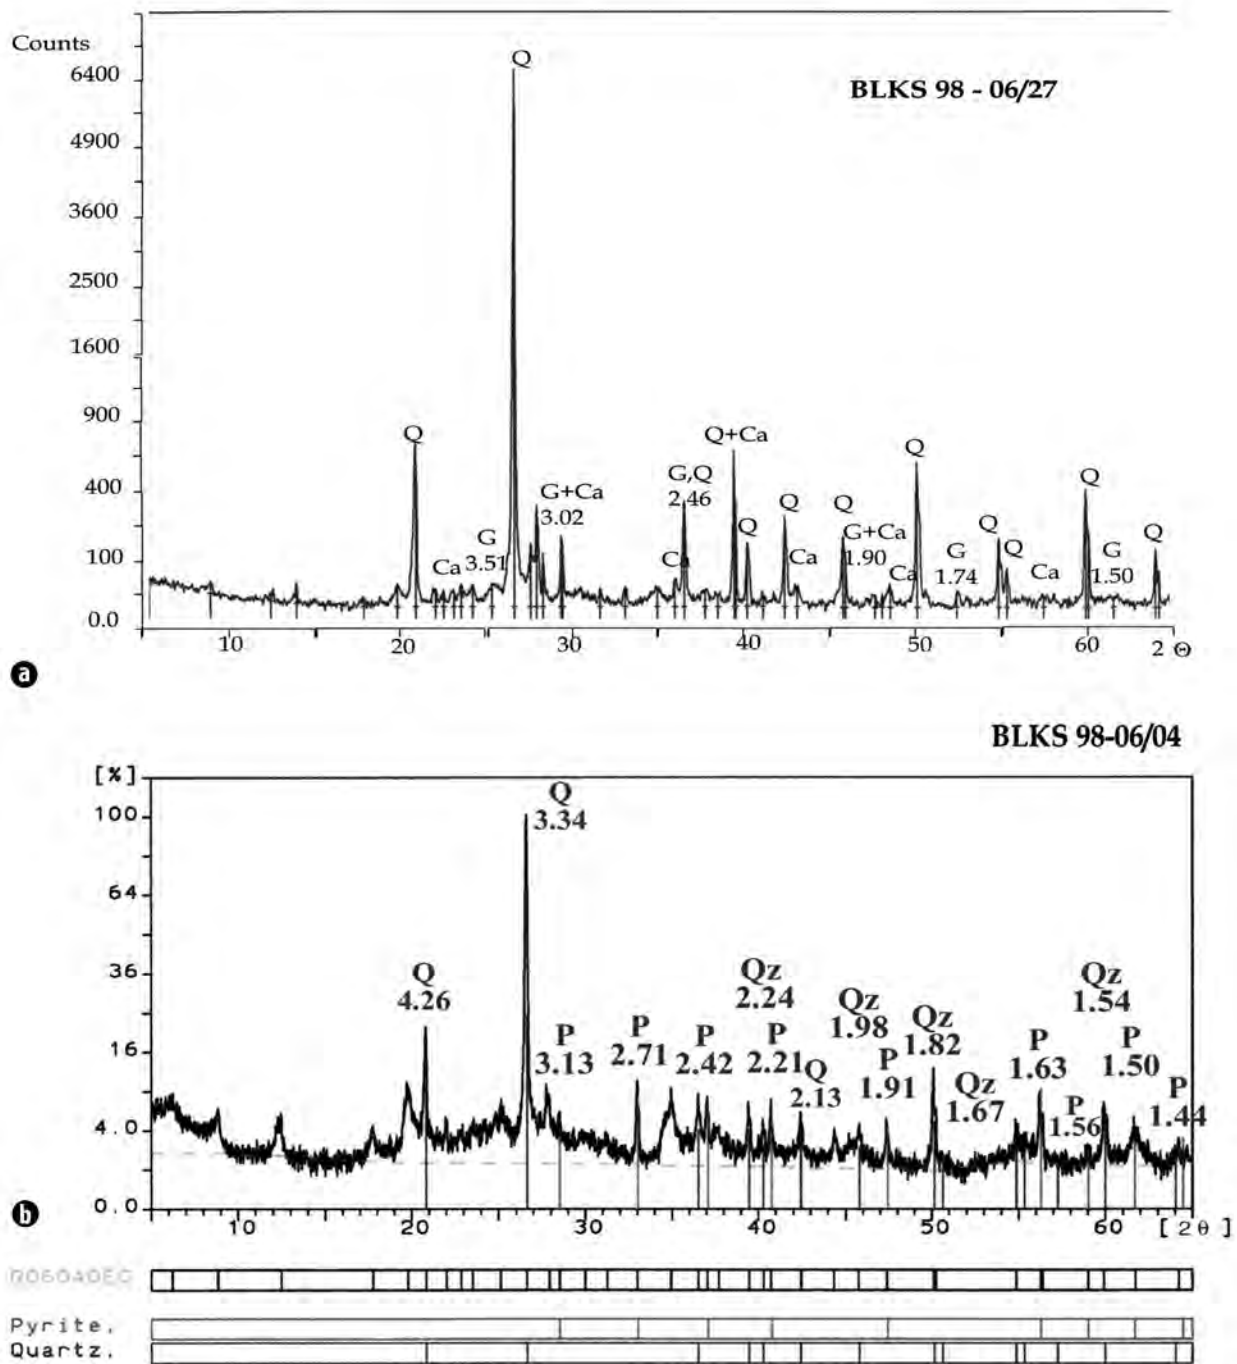 Counts
BLKS 98 - 06/27
6400
4900
3600
2500
1600
900
400
100
0.0
Q
Q
Ca
G
3.51
G+Ca
3.02
Ca
G,Q
2.46
Q+Ca
Q
Q
Ca
Q
G+Ca
1.90
Ca
Q
G
1.74
Q
Q
Ca
Q
G
1.50
Q
10
20
30
40
50
60
2 Θ
a
BLKS 98-06/04
[%]
100
64
36
16
4.0
0.0
Q
4.26
Q
3.34
P
3.13
P
2.71
P
2.42
Qz
2.24
P
2.21
Q
2.13
Qz
1.98
P
1.91
Qz
1.82
Qz
1.67
P
1.63
P
1.56
Qz
1.54
P
1.50
P
1.44
10
20
30
40
50
60
[2θ]
b
Pyrite,
Quartz,